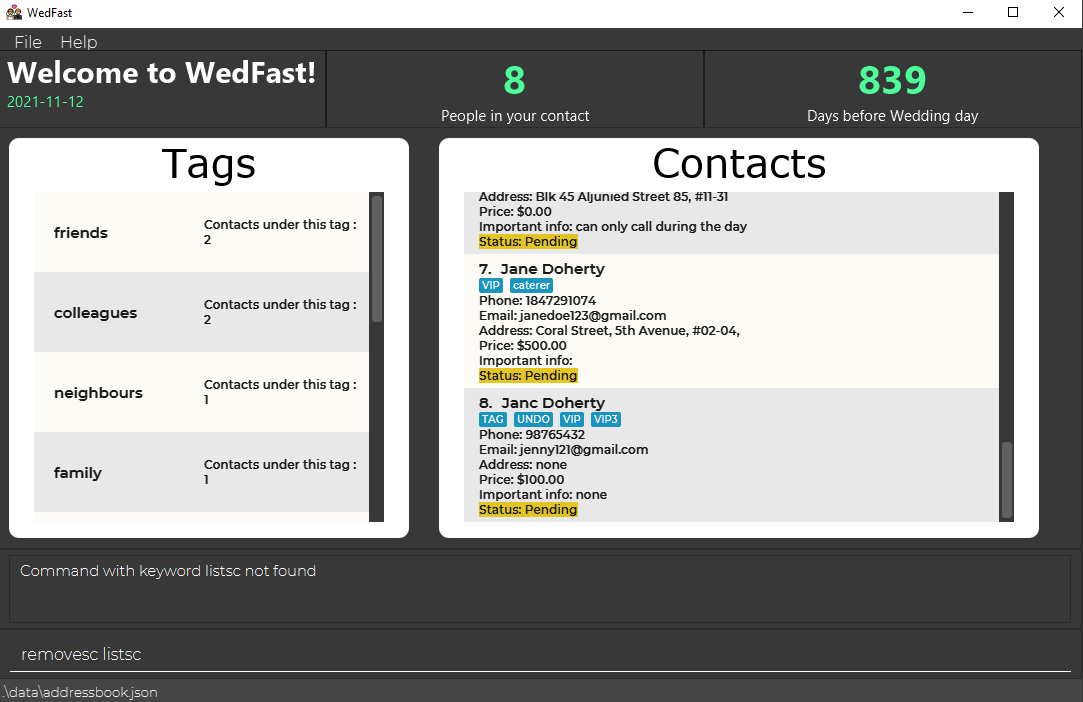 WedFast
File Help
Welcome to WedFast!
2021-11-12
8
People in your contact
839
Days before Wedding day
Tags
friends
Contacts under this tag :
2
colleagues
Contacts under this tag :
2
neighbours
Contacts under this tag :
1
family
Contacts under this tag :
1
Contacts
Address: Blk 45 Aljunied Street 85, #11-31
Price: $0.00
Important info: can only call during the day
Status: Pending
7. Jane Doherty
VIP caterer
Phone: 1847291074
Email: janedoe123@gmail.com
Address: Coral Street, 5th Avenue, #02-04,
Price: $500.00
Important info:
Status: Pending
8. Janc Doherty
TAG UNDO VIP VIP3
Phone: 98765432
Email: jenny121@gmail.com
Address: none
Price: $100.00
Important info: none
Status: Pending
Command with keyword listsc not found
removesc listsc
.\data\addressbook.json